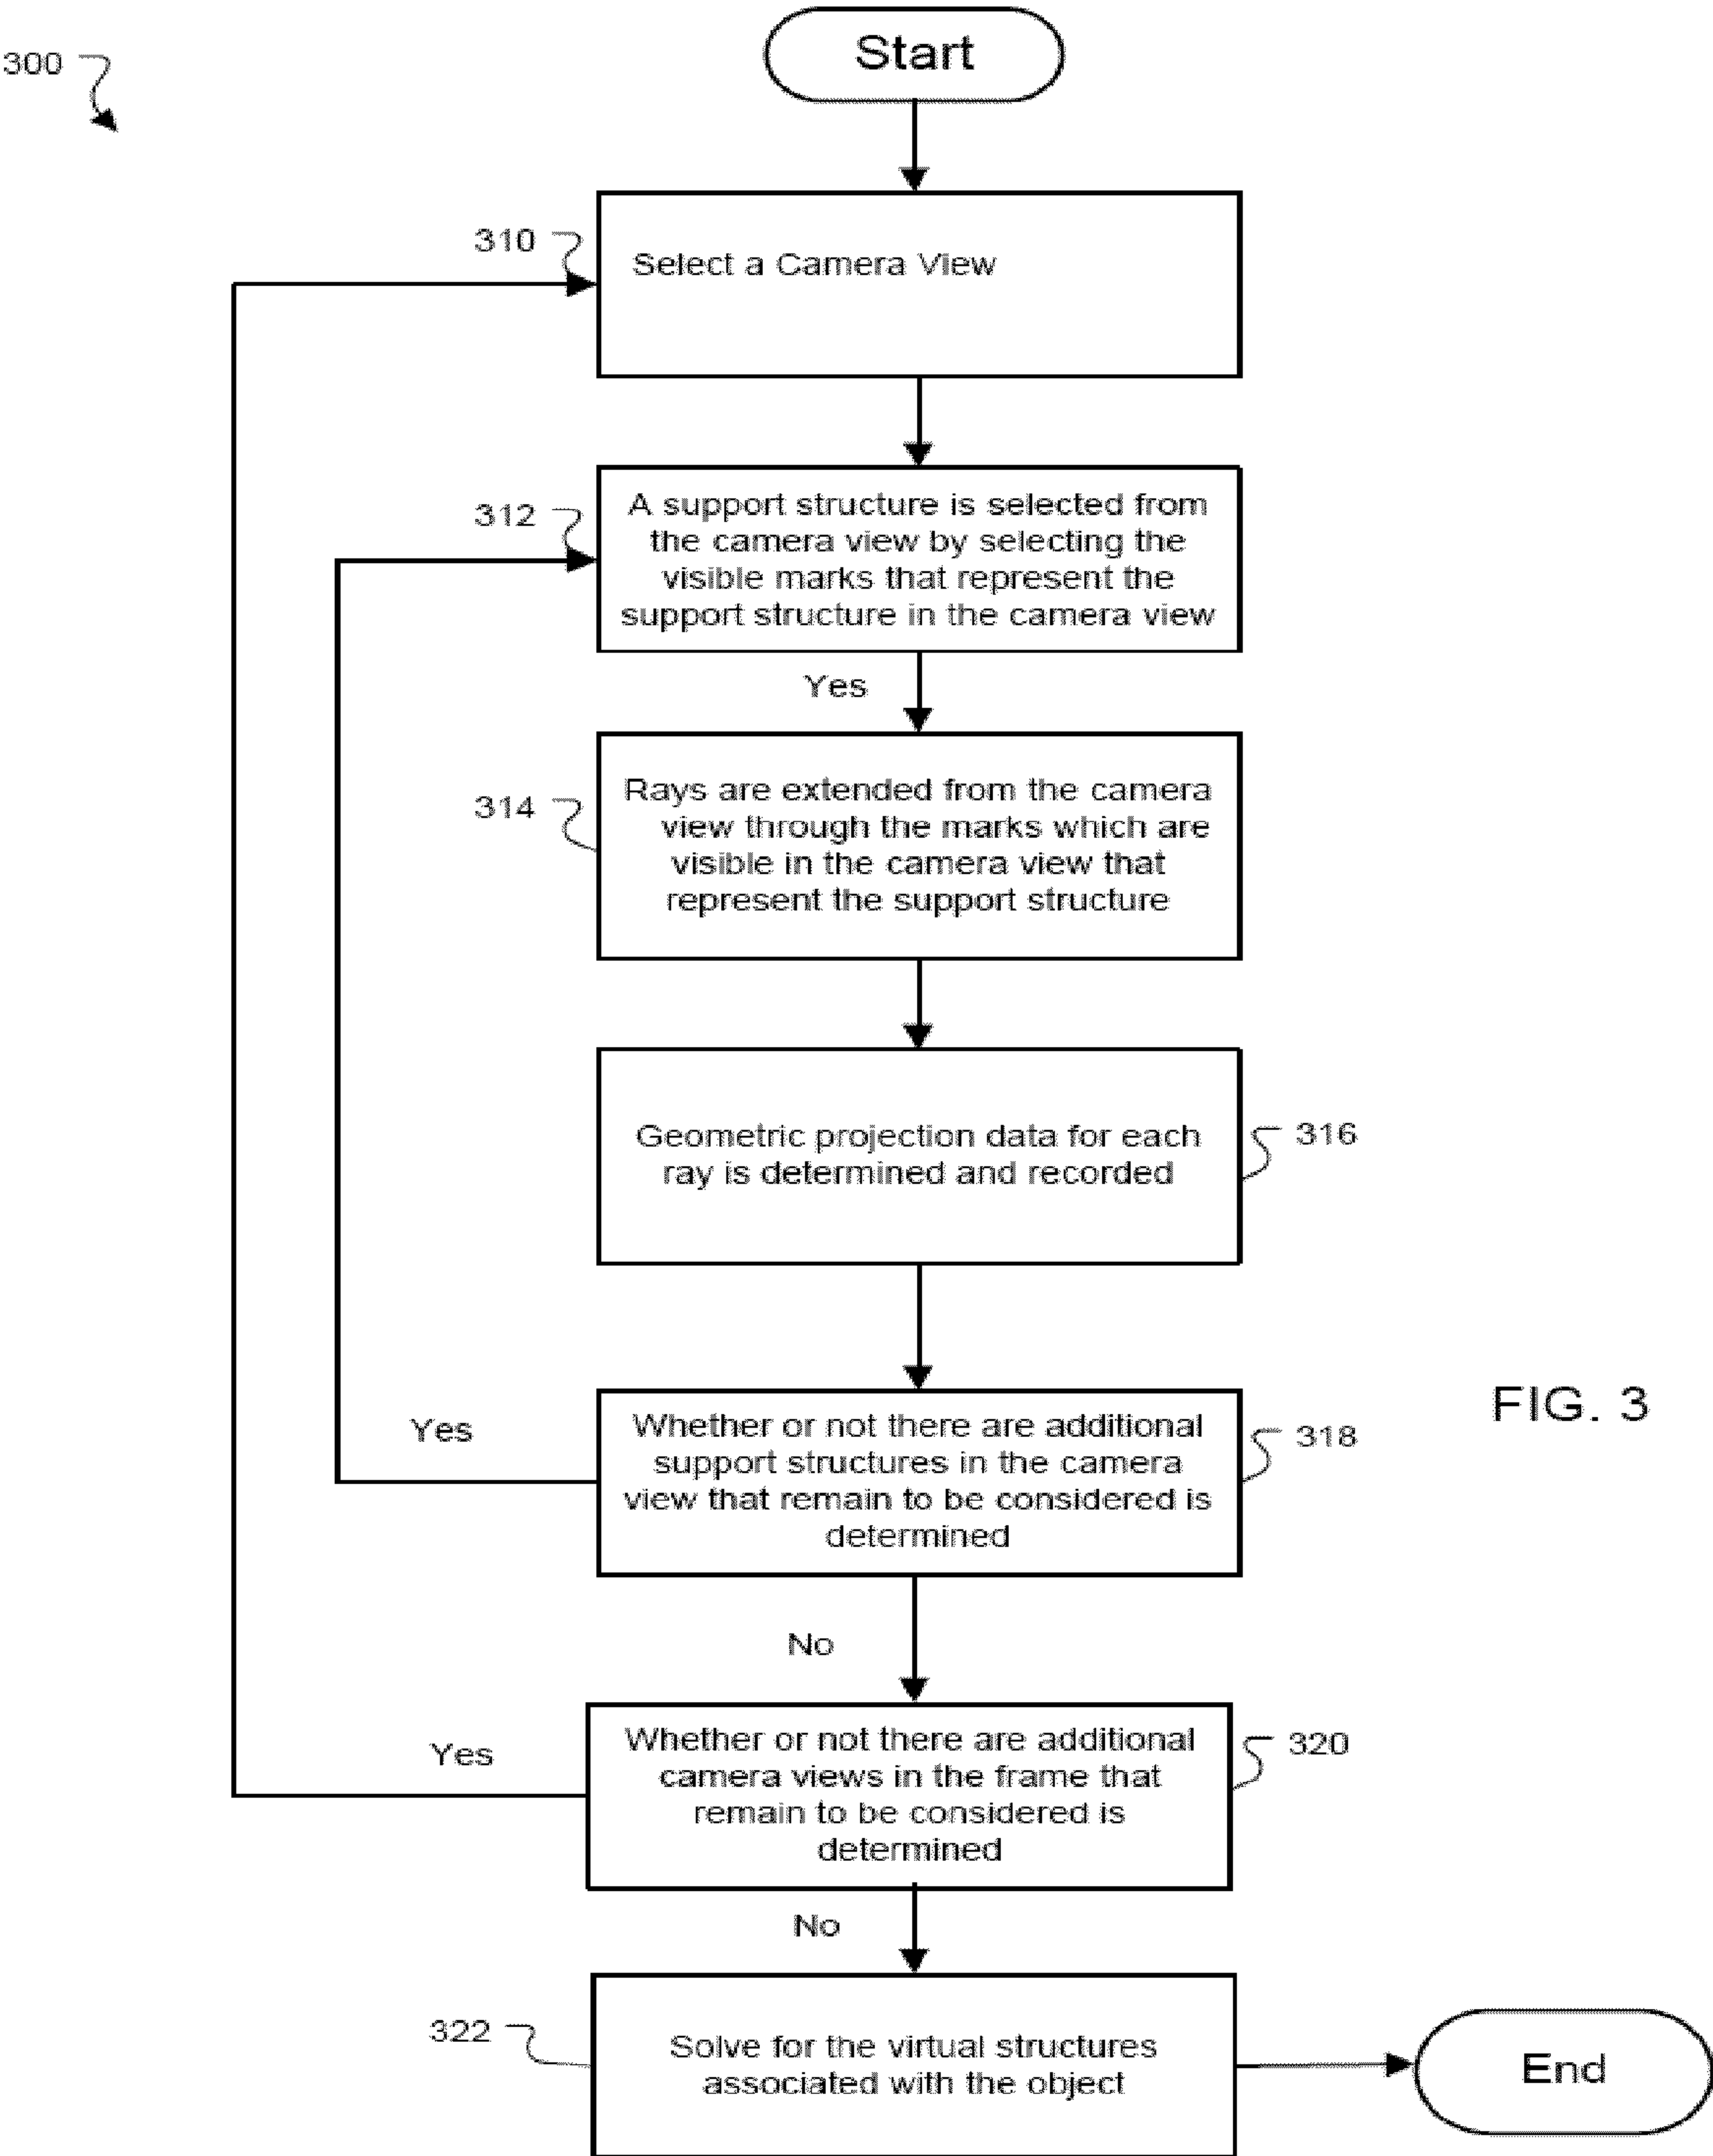 Start
300
310
Select a Camera View
312
A support structure is selected from
the camera view by selecting the
visible marks that represent the
support structure in the camera view
Yes
314
Rays are extended from the camera
view through the marks which are
visible in the camera view that
represent the support structure
Geometric projection data for each
ray is determined and recorded
316
FIG. 3
Yes
Whether or not there are additional
support structures in the camera
view that remain to be considered is
determined
318
No
Yes
Whether or not there are additional
camera views in the frame that
remain to be considered is
determined
320
No
322
Solve for the virtual structures
associated with the object
End